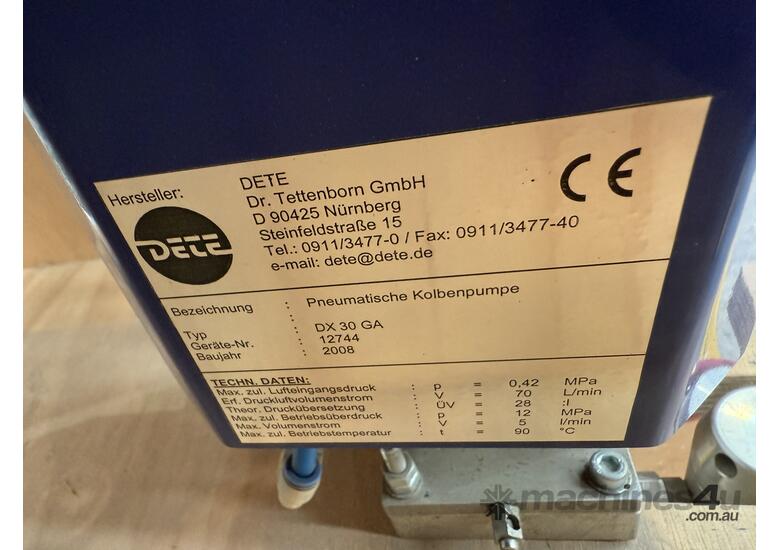 Hersteller:
DETE
Dr. Tettenborn GmbH
D 90425 Nürnberg
Steinfeldstraße 15
Tel.: 0911/3477-0 / Fax: 0911/3477-40
e-mail: dete@dete.de
DETE
CE
Bezeichnung : Pneumatische Kolbenpumpe
:
Typ : DX 30 GA
Geräte-Nr. : 12744
Baujahr : 2008
TECHN. DATEN:
Max. zul. Lufteingangsdruck : p = 0,42 MPa
Erf. Druckluftvolumenstrom : V = 70 L/min
Theor. Druckübersetzung : ÜV = 28 :I
Max. zul. Betriebsüberdruck : p = 12 MPa
Max. Volumenstrom : V = 5 l/min
Max. zul. Betriebstemperatur : t = 90 °C
machines4u
.com.au